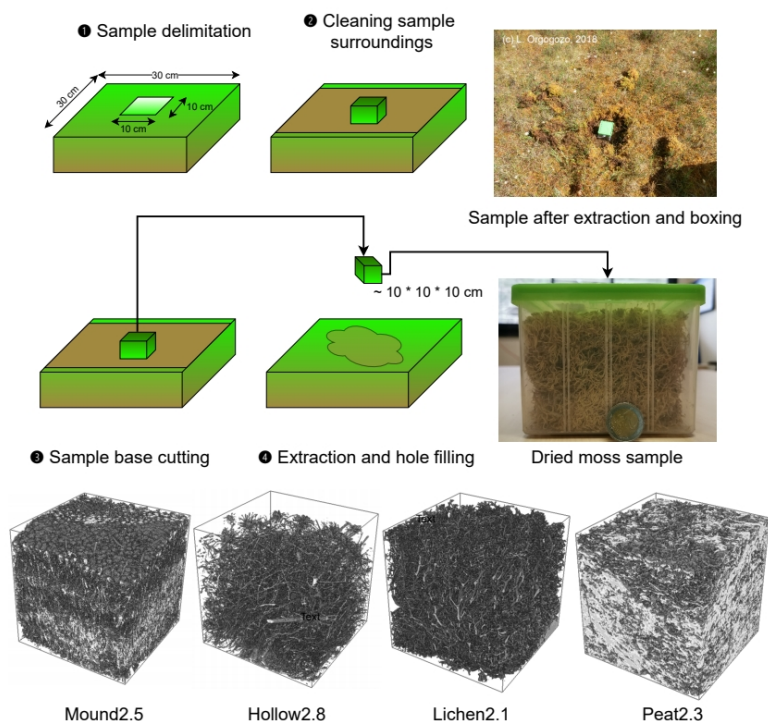 ❶ Sample delimitation
❷ Cleaning sample
surroundings
30 cm
30 cm
10 cm
10 cm
(c) L. Orgogozo, 2018
Sample after extraction and boxing
~ 10 * 10 * 10 cm
❸ Sample base cutting
❹ Extraction and hole filling
Dried moss sample
Text
Text
Mound2.5
Hollow2.8
Lichen2.1
Peat2.3